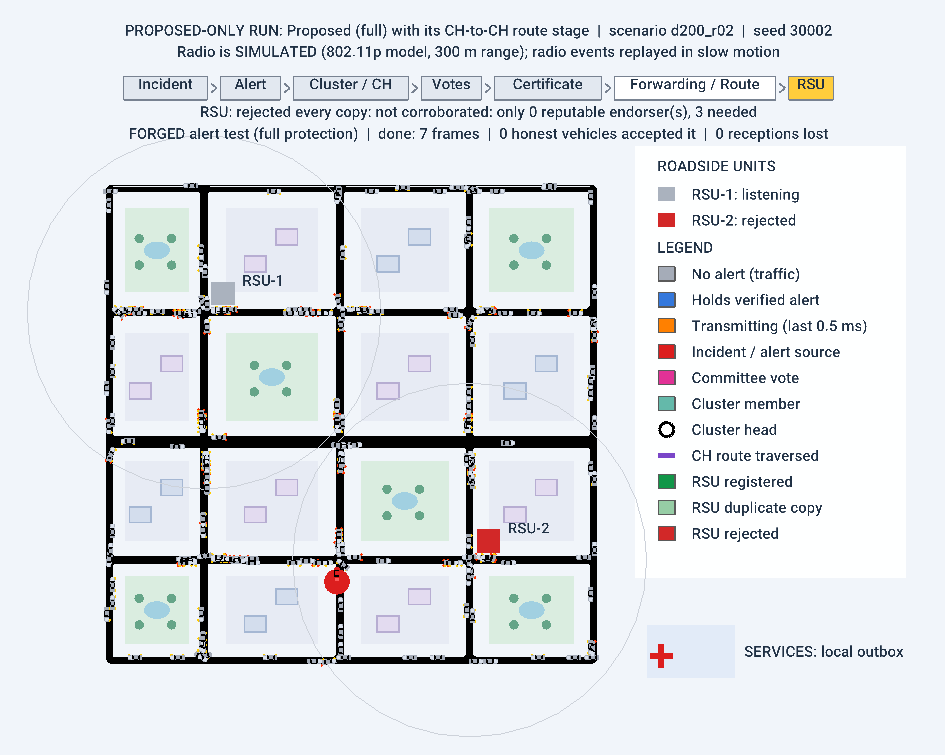 PROPOSED-ONLY RUN: Proposed (full) with its CH-to-CH route stage | scenario d200_r02 | seed 30002
Radio is SIMULATED (802.11p model, 300 m range); radio events replayed in slow motion
Incident > Alert > Cluster / CH > Votes > Certificate > Forwarding / Route > RSU
RSU: rejected every copy: not corroborated: only 0 reputable endorser(s), 3 needed
FORGED alert test (full protection) | done: 7 frames | 0 honest vehicles accepted it | 0 receptions lost
ROADSIDE UNITS
RSU-1: listening
RSU-2: rejected
LEGEND
No alert (traffic)
Holds verified alert
Transmitting (last 0.5 ms)
Incident / alert source
Committee vote
Cluster member
Cluster head
CH route traversed
RSU registered
RSU duplicate copy
RSU rejected
RSU-1
RSU-2
SERVICES: local outbox